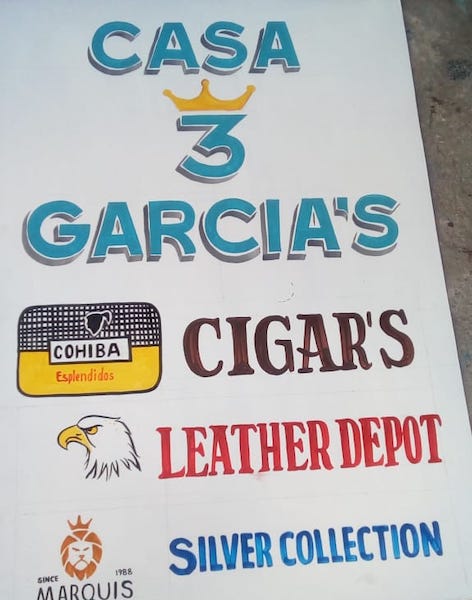 CASA
3
GARCIA'S
COHIBA
Esplendidos
CIGAR'S
LEATHER DEPOT
SINCE 1988
MARQUIS
SILVER COLLECTION